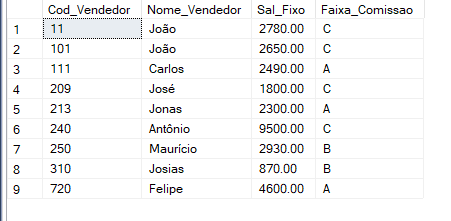 Cod_Vendedor Nome_Vendedor Sal_Fixo Faixa_Comissao
1 11 João 2780.00 C
2 101 João 2650.00 C
3 111 Carlos 2490.00 A
4 209 José 1800.00 C
5 213 Jonas 2300.00 A
6 240 Antônio 9500.00 C
7 250 Maurício 2930.00 B
8 310 Josias 870.00 B
9 720 Felipe 4600.00 A